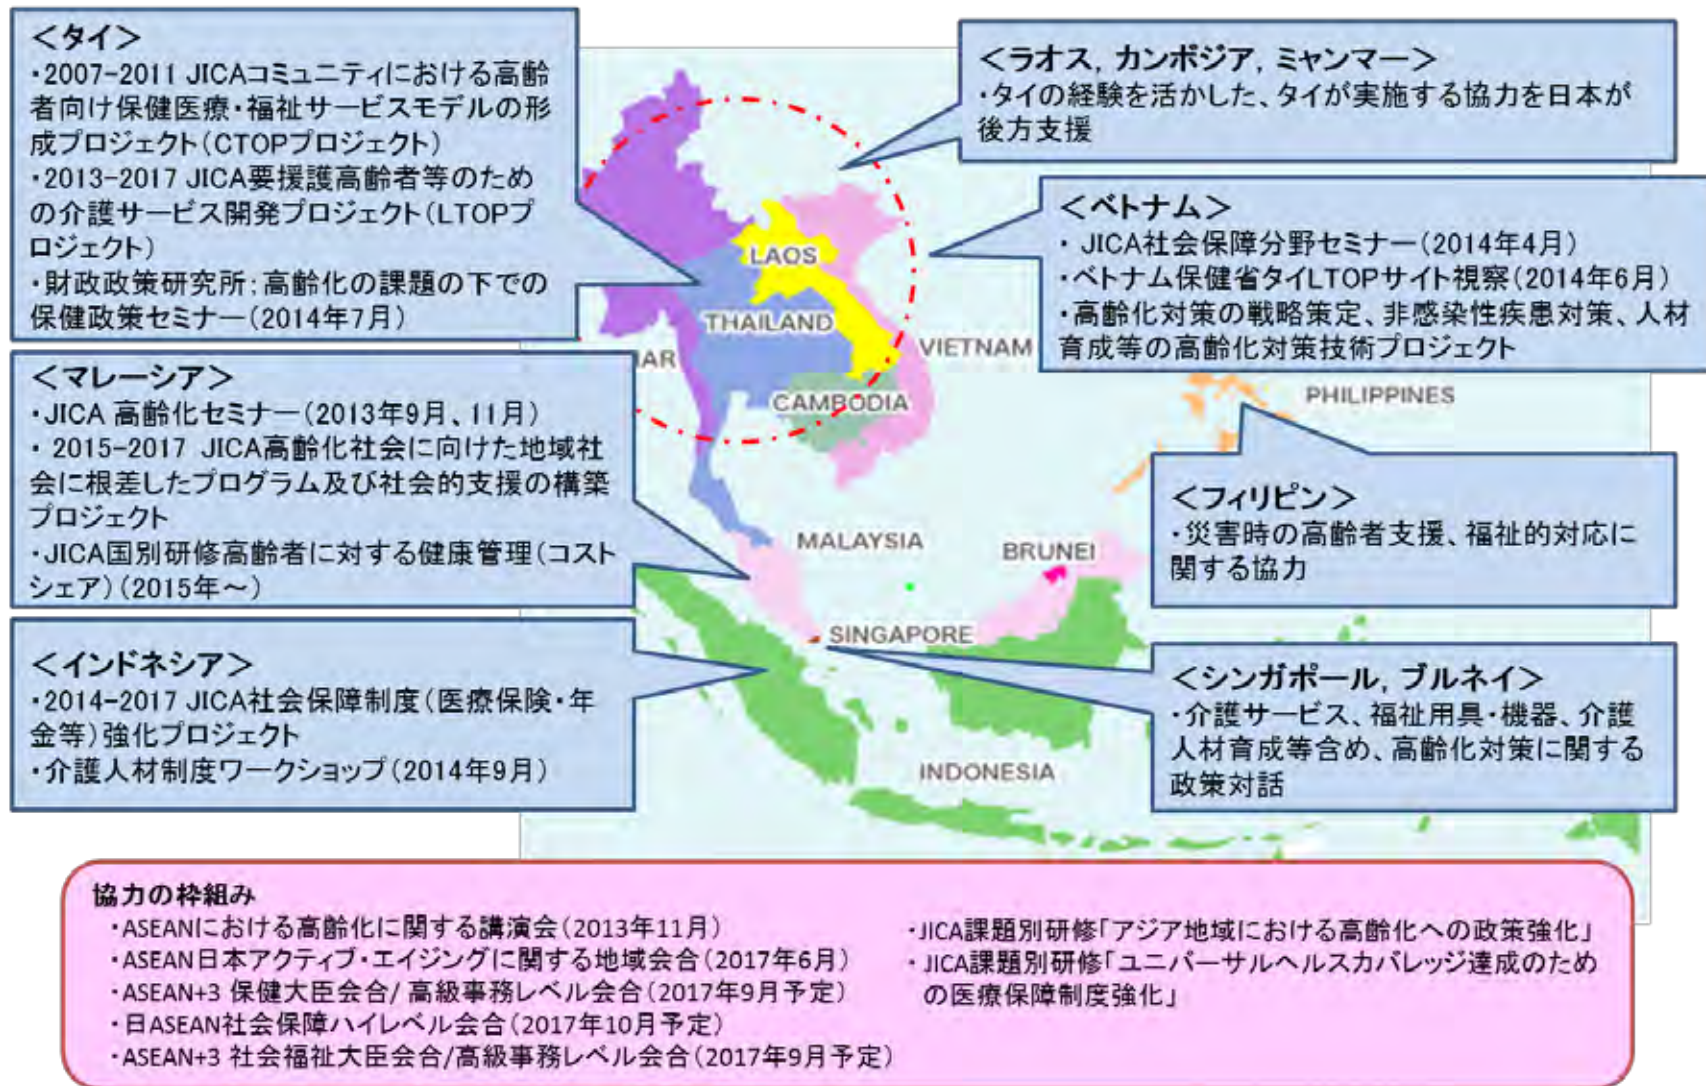 ＜タイ＞
・2007-2011 JICAコミュニティにおける高齢
者向け保健医療・福祉サービスモデルの形
成プロジェクト(CTOPプロジェクト)
・2013-2017 JICA要援護高齢者等のため
の介護サービス開発プロジェクト(LTOPプ
ロジェクト)
・財政政策研究所；高齢化の課題の下での
保健政策セミナー(2014年7月)
＜マレーシア＞
・JICA 高齢化セミナー(2013年9月、11月)
・ 2015-2017 JICA高齢化社会に向けた地域社
会に根差したプログラム及び社会的支援の構築
プロジェクト
・JICA国別研修高齢者に対する健康管理(コスト
シェア)(2015年～)
＜インドネシア＞
・2014-2017 JICA社会保障制度(医療保険・年
金等)強化プロジェクト
・介護人材制度ワークショップ(2014年9月)
＜ラオス, カンボジア, ミャンマー＞
・タイの経験を活かした、タイが実施する協力を日本が
後方支援
＜ベトナム＞
・ JICA社会保障分野セミナー(2014年4月)
・ベトナム保健省タイLTOPサイト視察(2014年6月)
・高齢化対策の戦略策定、非感染性疾患対策、人材
育成等の高齢化対策技術プロジェクト
＜フィリピン＞
・災害時の高齢者支援、福祉的対応に
関する協力
＜シンガポール, ブルネイ＞
・介護サービス、福祉用具・機器、介護
人材育成等含め、高齢化対策に関する
政策対話
LAOS
THAILAND
VIETNAM
MAR
CAMBODIA
PHILIPPINES
MALAYSIA
BRUNEI
SINGAPORE
INDONESIA
協力の枠組み
・ASEANにおける高齢化に関する講演会(2013年11月)
・ASEAN日本アクティブ・エイジングに関する地域会合(2017年6月)
・ASEAN+3 保健大臣会合/ 高級事務レベル会合(2017年9月予定)
・日ASEAN社会保障ハイレベル会合(2017年10月予定)
・ASEAN+3 社会福祉大臣会合/高級事務レベル会合(2017年9月予定)
・JICA課題別研修「アジア地域における高齢化への政策強化」
・ JICA課題別研修「ユニバーサルヘルスカバレッジ達成のため
の医療保障制度強化」